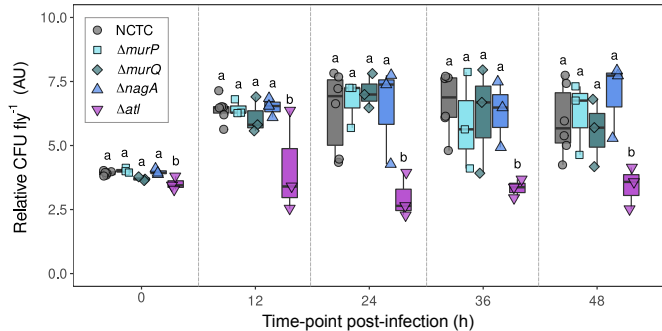 Relative CFU fly⁻¹ (AU)
10.0
7.5
5.0
2.5
0.0
NCTC
ΔmurP
ΔmurQ
ΔnagA
Δatl
a a a a b
a a a a b
a a a a b
a a a a b
a a a a b
0 12 24 36 48
Time-point post-infection (h)